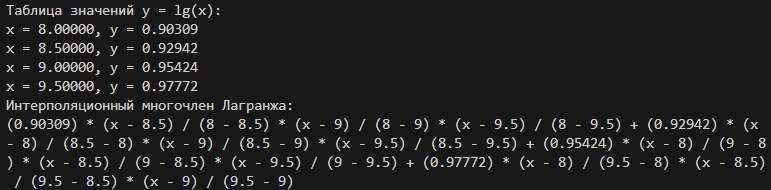 Таблица значений y = lg(x):
x = 8.00000, y = 0.90309
x = 8.50000, y = 0.92942
x = 9.00000, y = 0.95424
x = 9.50000, y = 0.97772
Интерполяционный многочлен Лагранжа:
(0.90309) * (x - 8.5) / (8 - 8.5) * (x - 9) / (8 - 9) * (x - 9.5) / (8 - 9.5) + (0.92942) * (x
- 8) / (8.5 - 8) * (x - 9) / (8.5 - 9) * (x - 9.5) / (8.5 - 9.5) + (0.95424) * (x - 8) / (9 - 8
) * (x - 8.5) / (9 - 8.5) * (x - 9.5) / (9 - 9.5) + (0.97772) * (x - 8) / (9.5 - 8) * (x - 8.5)
/ (9.5 - 8.5) * (x - 9) / (9.5 - 9)